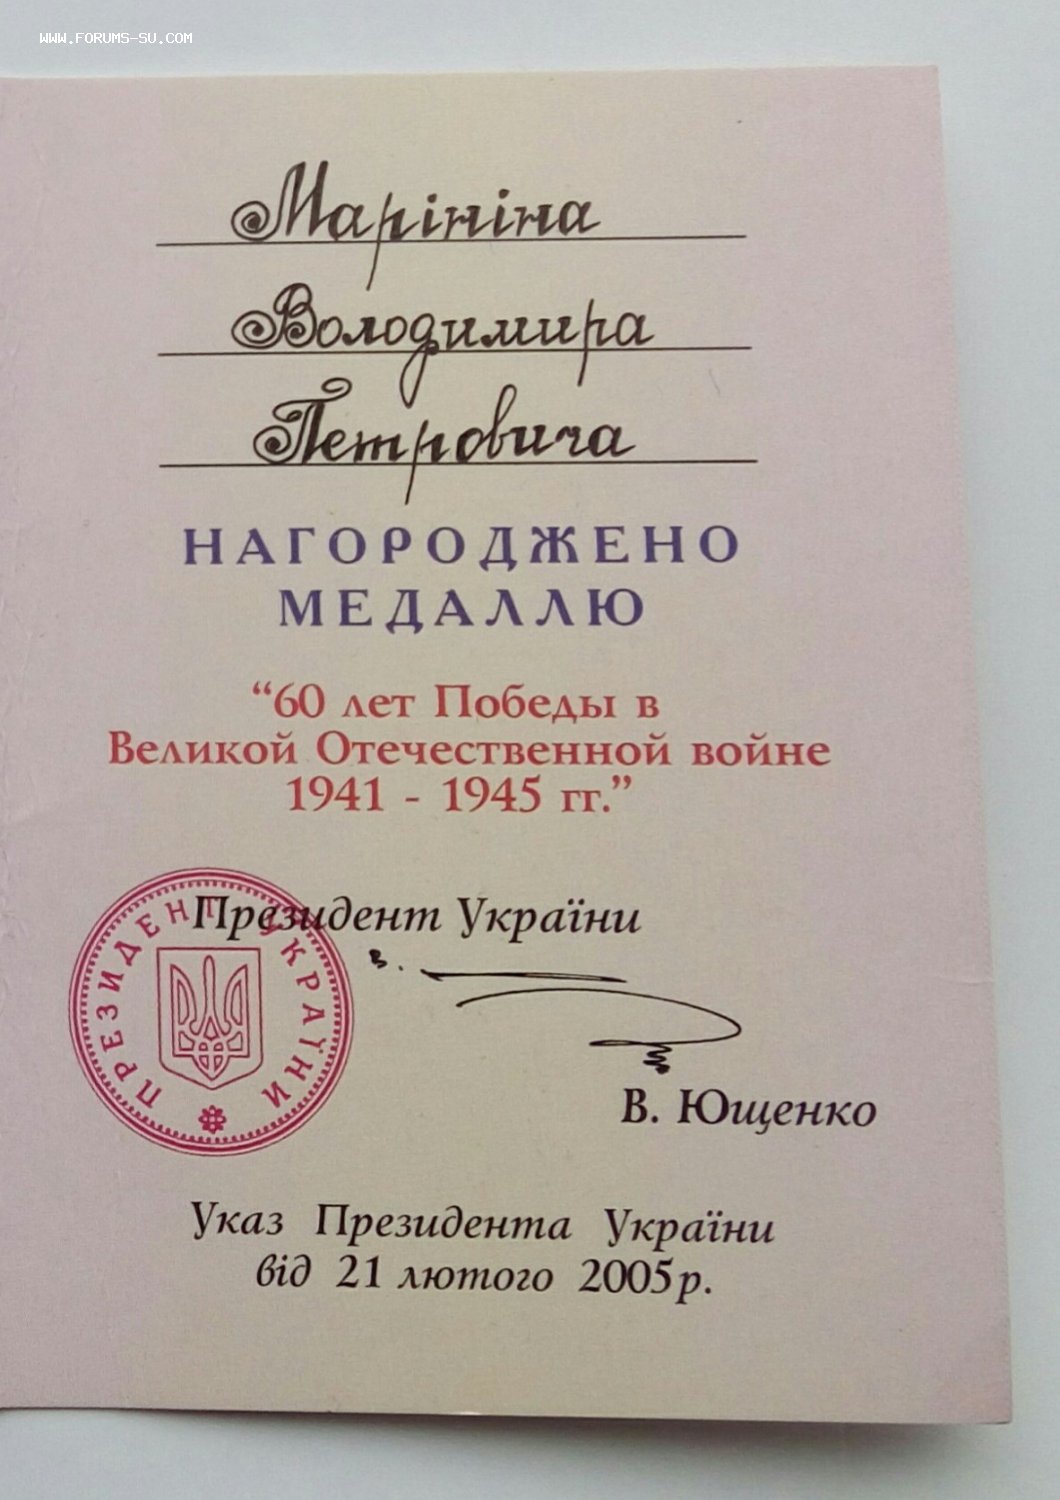 WWW.FORUMS-SU.COM
Марініна
Володимира
Петровича
НАГОРОДЖЕНО
МЕДАЛЛЮ
“60 лет Победы в
Великой Отечественной войне
1941 - 1945 гг.”
Президент України
ПРЕЗИДЕНТ УКРАЇНИ
В. Ющенко
Указ Президента України
від 21 лютого 2005р.